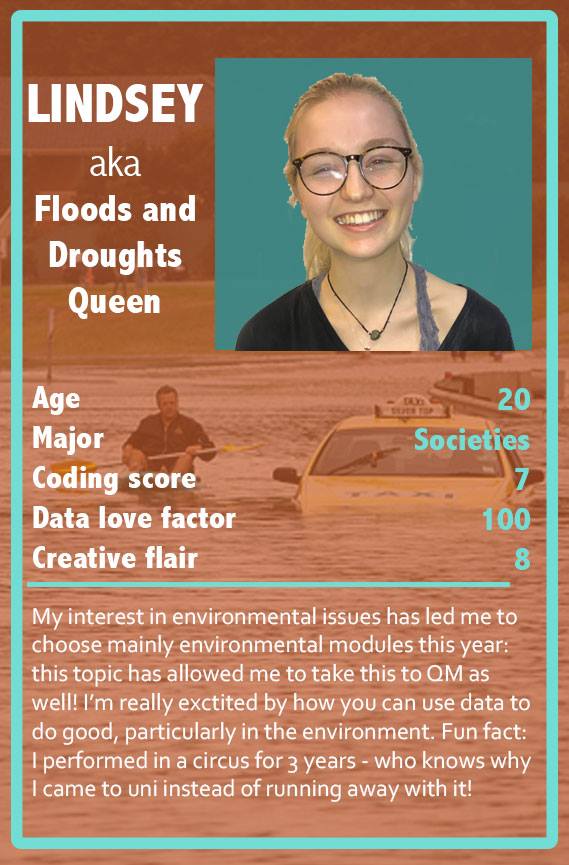 LINDSEY
aka
Floods and
Droughts
Queen
Age 20
Major Societies
Coding score 7
Data love factor 100
Creative flair 8
TAXI
SILVER TOP
TAXI
My interest in environmental issues has led me to
choose mainly environmental modules this year:
this topic has allowed me to take this to QM as
well! I'm really exctited by how you can use data to
do good, particularly in the environment. Fun fact:
I performed in a circus for 3 years - who knows why
I came to uni instead of running away with it!